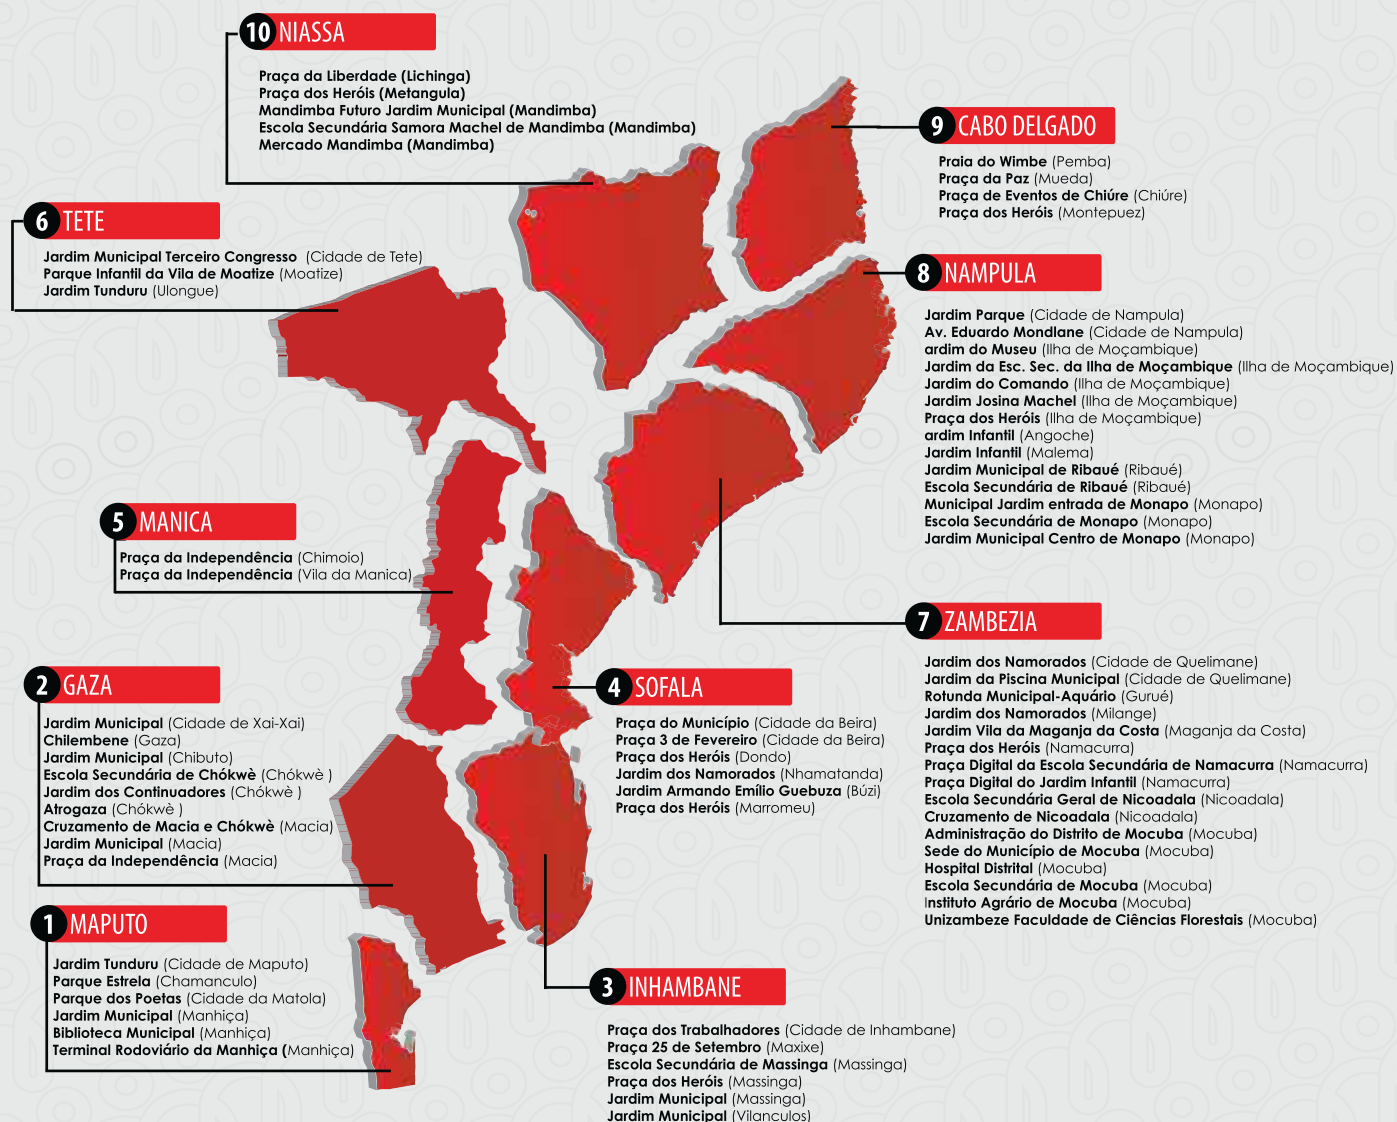 10 NIASSA
Praça da Liberdade (Lichinga)
Praça dos Heróis (Metangula)
Mandimba Futuro Jardim Municipal (Mandimba)
Escola Secundária Samora Machel de Mandimba (Mandimba)
Mercado Mandimba (Mandimba)
9 CABO DELGADO
Praia do Wimbe (Pemba)
Praça da Paz (Mueda)
Praça de Eventos de Chiúre (Chiúre)
Praça dos Heróis (Montepuez)
6 TETE
Jardim Municipal Terceiro Congresso (Cidade de Tete)
Parque Infantil da Vila de Moatize (Moatize)
Jardim Tunduru (Ulongue)
8 NAMPULA
Jardim Parque (Cidade de Nampula)
Av. Eduardo Mondlane (Cidade de Nampula)
ardim do Museu (Ilha de Moçambique)
Jardim da Esc. Sec. da Ilha de Moçambique (Ilha de Moçambique)
Jardim do Comando (Ilha de Moçambique)
Jardim Josina Machel (Ilha de Moçambique)
Praça dos Heróis (Ilha de Moçambique)
ardim Infantil (Angoche)
Jardim Infantil (Malema)
Jardim Municipal de Ribaué (Ribaué)
Escola Secundária de Ribaué (Ribaué)
Municipal Jardim entrada de Monapo (Monapo)
Escola Secundária de Monapo (Monapo)
Jardim Municipal Centro de Monapo (Monapo)
5 MANICA
Praça da Independência (Chimoio)
Praça da Independência (Vila da Manica)
7 ZAMBEZIA
Jardim dos Namorados (Cidade de Quelimane)
Jardim da Piscina Municipal (Cidade de Quelimane)
Rotunda Municipal-Aquário (Gurué)
Jardim dos Namorados (Milange)
Jardim Vila da Maganja da Costa (Maganja da Costa)
Praça dos Heróis (Namacurra)
Praça Digital da Escola Secundária de Namacurra (Namacurra)
Praça Digital do Jardim Infantil (Namacurra)
Escola Secundária Geral de Nicoadala (Nicoadala)
Cruzamento de Nicoadala (Nicoadala)
Administração do Distrito de Mocuba (Mocuba)
Sede do Município de Mocuba (Mocuba)
Hospital Distrital (Mocuba)
Escola Secundária de Mocuba (Mocuba)
Instituto Agrário de Mocuba (Mocuba)
Unizambeze Faculdade de Ciências Florestais (Mocuba)
2 GAZA
Jardim Municipal (Cidade de Xai-Xai)
Chilembene (Gaza)
Jardim Municipal (Chibuto)
Escola Secundária de Chókwè (Chókwè )
Jardim dos Continuadores (Chókwè )
Atrogaza (Chókwè )
Cruzamento de Macia e Chókwè (Macia)
Jardim Municipal (Macia)
Praça da Independência (Macia)
4 SOFALA
Praça do Município (Cidade da Beira)
Praça 3 de Fevereiro (Cidade da Beira)
Praça dos Heróis (Dondo)
Jardim dos Namorados (Nhamatanda)
Jardim Armando Emílio Guebuza (Búzi)
Praça dos Heróis (Marromeu)
1 MAPUTO
Jardim Tunduru (Cidade de Maputo)
Parque Estrela (Chamanculo)
Parque dos Poetas (Cidade da Matola)
Jardim Municipal (Manhiça)
Biblioteca Municipal (Manhiça)
Terminal Rodoviário da Manhiça (Manhiça)
3 INHAMBANE
Praça dos Trabalhadores (Cidade de Inhambane)
Praça 25 de Setembro (Maxixe)
Escola Secundária de Massinga (Massinga)
Praça dos Heróis (Massinga)
Jardim Municipal (Massinga)
Jardim Municipal (Vilanculos)